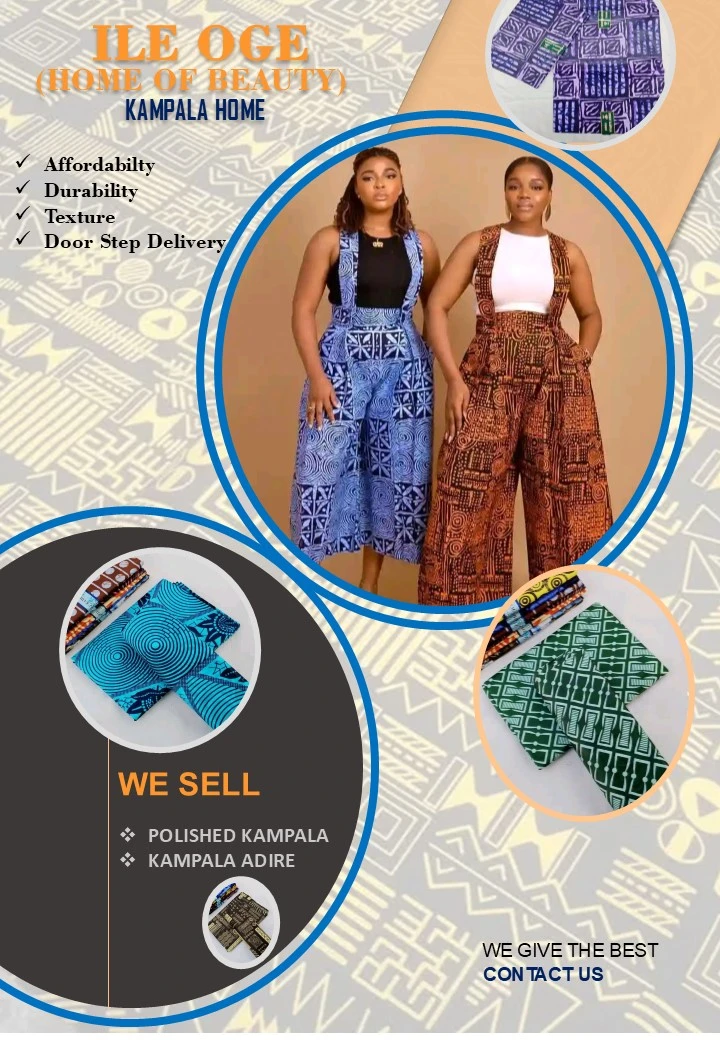 ILE OGE
(HOME OF BEAUTY)
KAMPALA HOME
✓ Affordabilty
✓ Durability
✓ Texture
✓ Door Step Delivery
WE SELL
❖ POLISHED KAMPALA
❖ KAMPALA ADIRE
WE GIVE THE BEST
CONTACT US